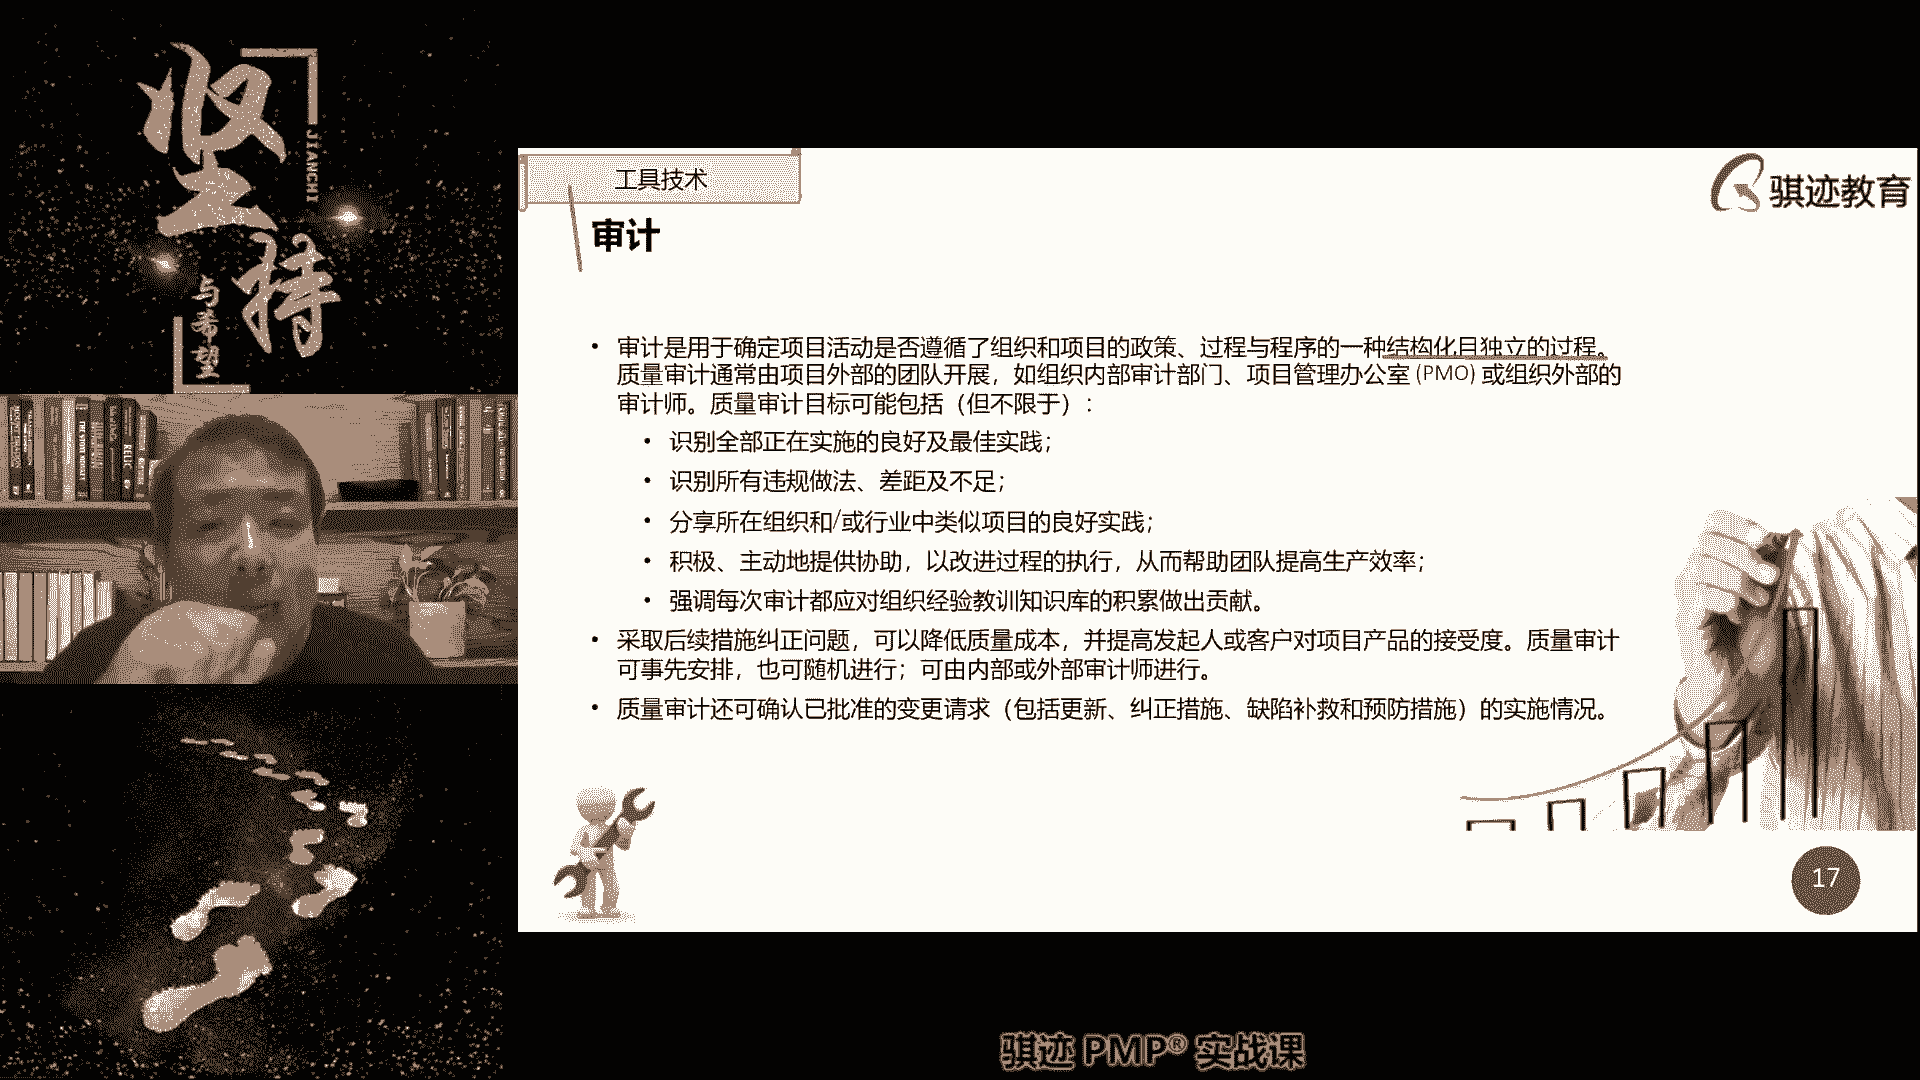 坚持
JIANCHI
与希望
工具技术
骐迹教育
审计
• 审计是用于确定项目活动是否遵循了组织和项目的政策、过程与程序的一种结构化且独立的过程。
质量审计通常由项目外部的团队开展，如组织内部审计部门、项目管理办公室 (PMO) 或组织外部的
审计师。质量审计目标可能包括（但不限于）：
• 识别全部正在实施的良好及最佳实践；
• 识别所有违规做法、差距及不足；
• 分享所在组织和/或行业中类似项目的良好实践；
• 积极、主动地提供协助，以改进过程的执行，从而帮助团队提高生产效率；
• 强调每次审计都应对组织经验教训知识库的积累做出贡献。
• 采取后续措施纠正问题，可以降低质量成本，并提高发起人或客户对项目产品的接受度。质量审计
可事先安排，也可随机进行；可由内部或外部审计师进行。
• 质量审计还可确认已批准的变更请求（包括更新、纠正措施、缺陷补救和预防措施）的实施情况。
17
骐迹 PMP® 实战课